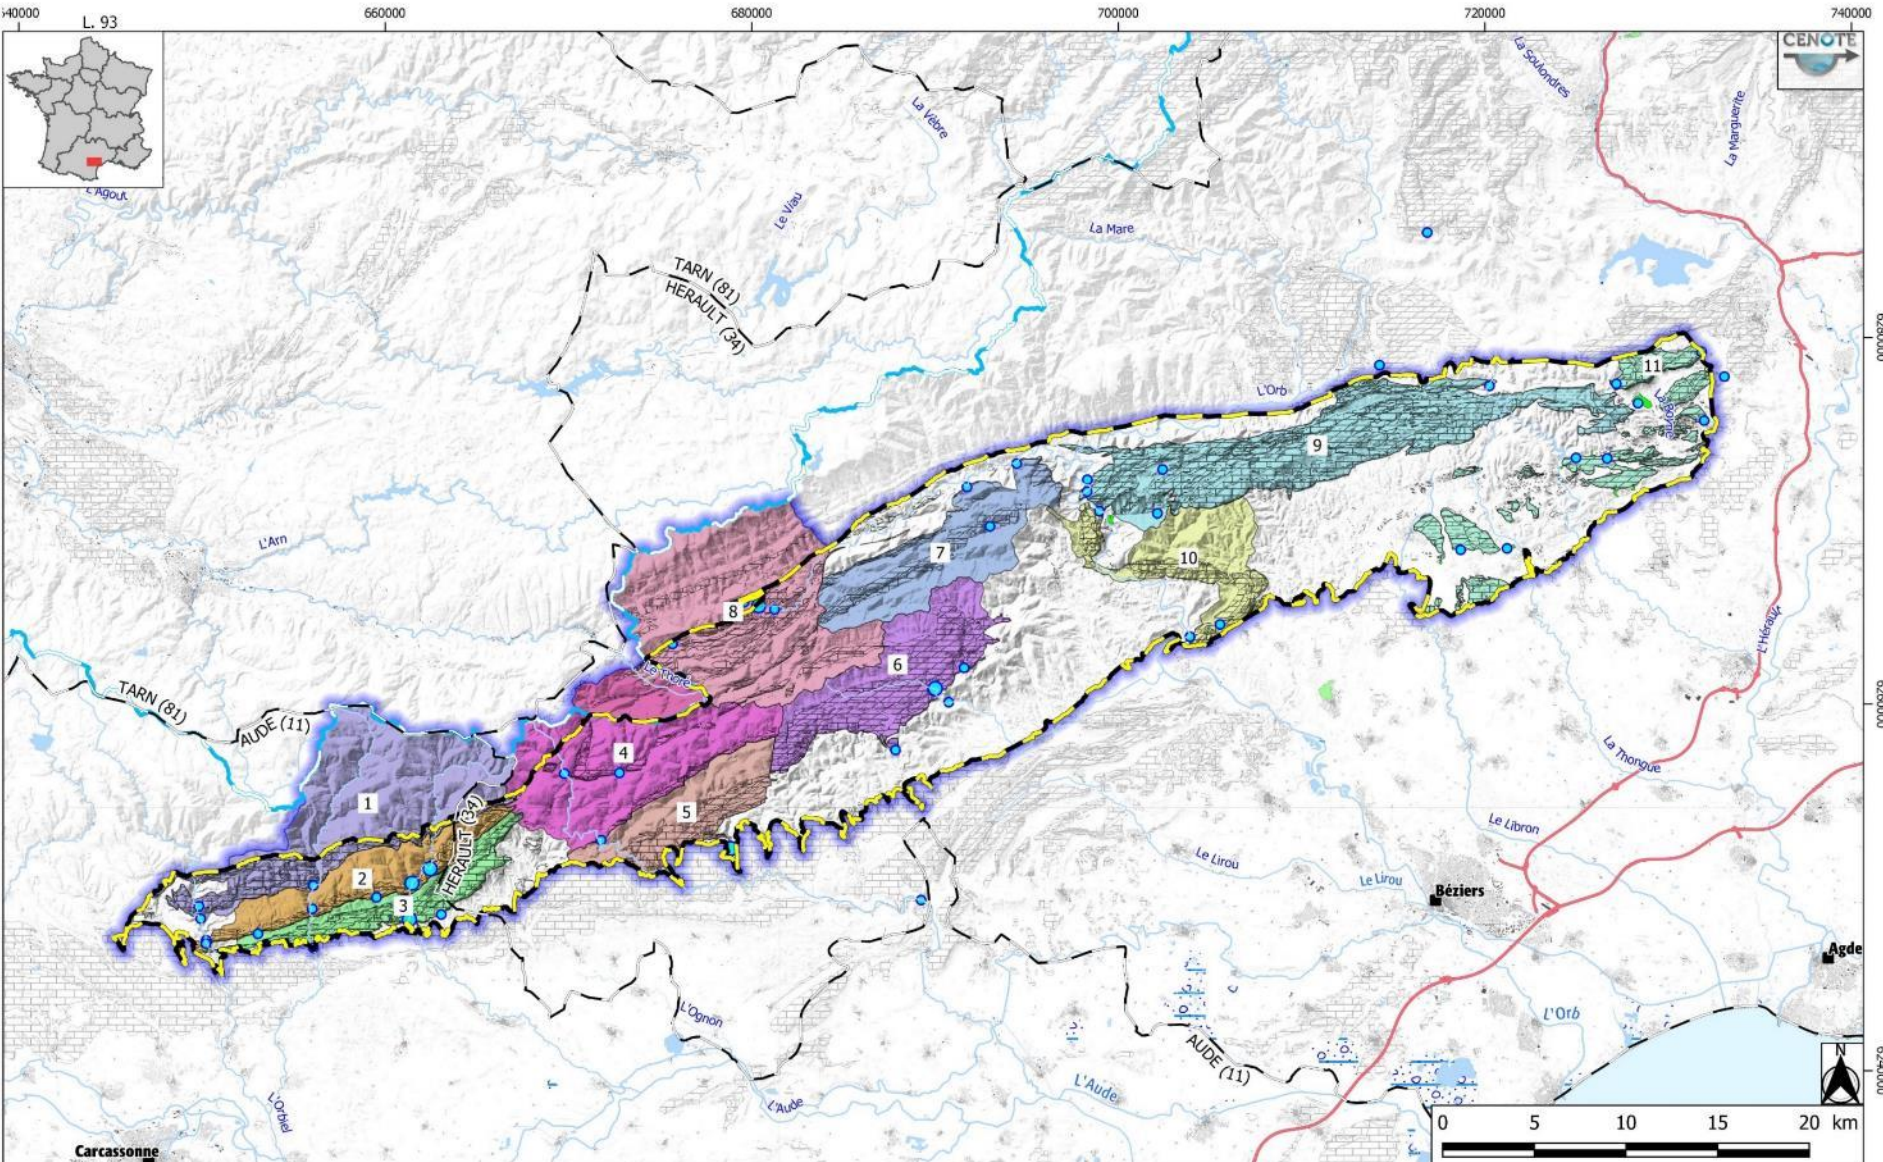 640000
660000
680000
700000
720000
740000
L. 93
CENOTE
La Soulondres
La Vèbre
La Marguerite
L'Agout
Le Viau
La Mare
TARN (81)
HERAULT (34)
6280000
11
L'Orb
La Boyne
9
L'Arn
7
10
8
L'Hérault
6
Le Thoré
6260000
TARN (81)
AUDE (11)
4
La Thongue
1
5
HERAULT (34)
Le Libron
2
Le Lirou
Le Lirou
3
Béziers
Agde
L'Ognon
L'Orb
6240000
AUDE (11)
N
L'Aude
L'Aude
L'Orbiel
0 5 10 15 20 km
Carcassonne